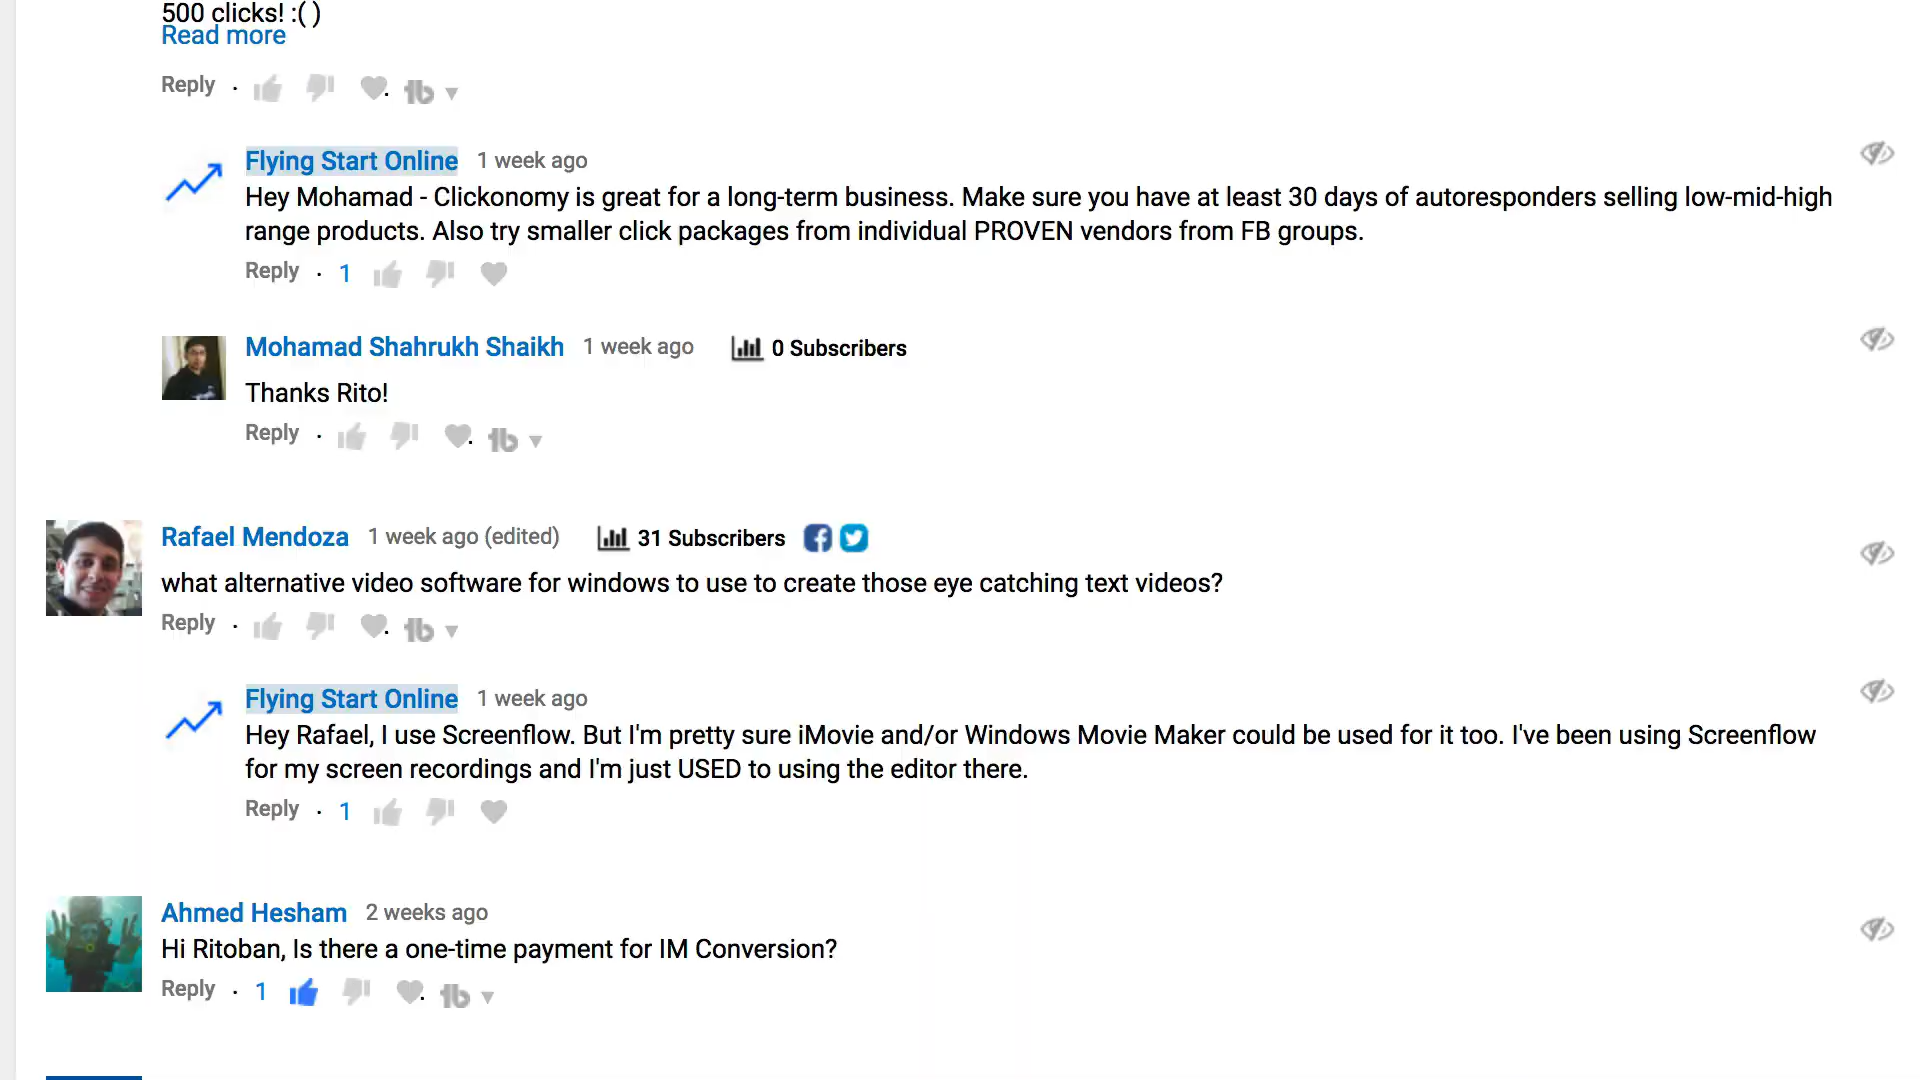 500 clicks! :( )
Read more
Reply
Flying Start Online 1 week ago
Hey Mohamad - Clickonomy is great for a long-term business. Make sure you have at least 30 days of autoresponders selling low-mid-high
range products. Also try smaller click packages from individual PROVEN vendors from FB groups.
Reply · 1
Mohamad Shahrukh Shaikh 1 week ago 0 Subscribers
Thanks Rito!
Reply
Rafael Mendoza 1 week ago (edited) 31 Subscribers
what alternative video software for windows to use to create those eye catching text videos?
Reply
Flying Start Online 1 week ago
Hey Rafael, I use Screenflow. But I'm pretty sure iMovie and/or Windows Movie Maker could be used for it too. I've been using Screenflow
for my screen recordings and I'm just USED to using the editor there.
Reply · 1
Ahmed Hesham 2 weeks ago
Hi Ritoban, Is there a one-time payment for IM Conversion?
Reply · 1